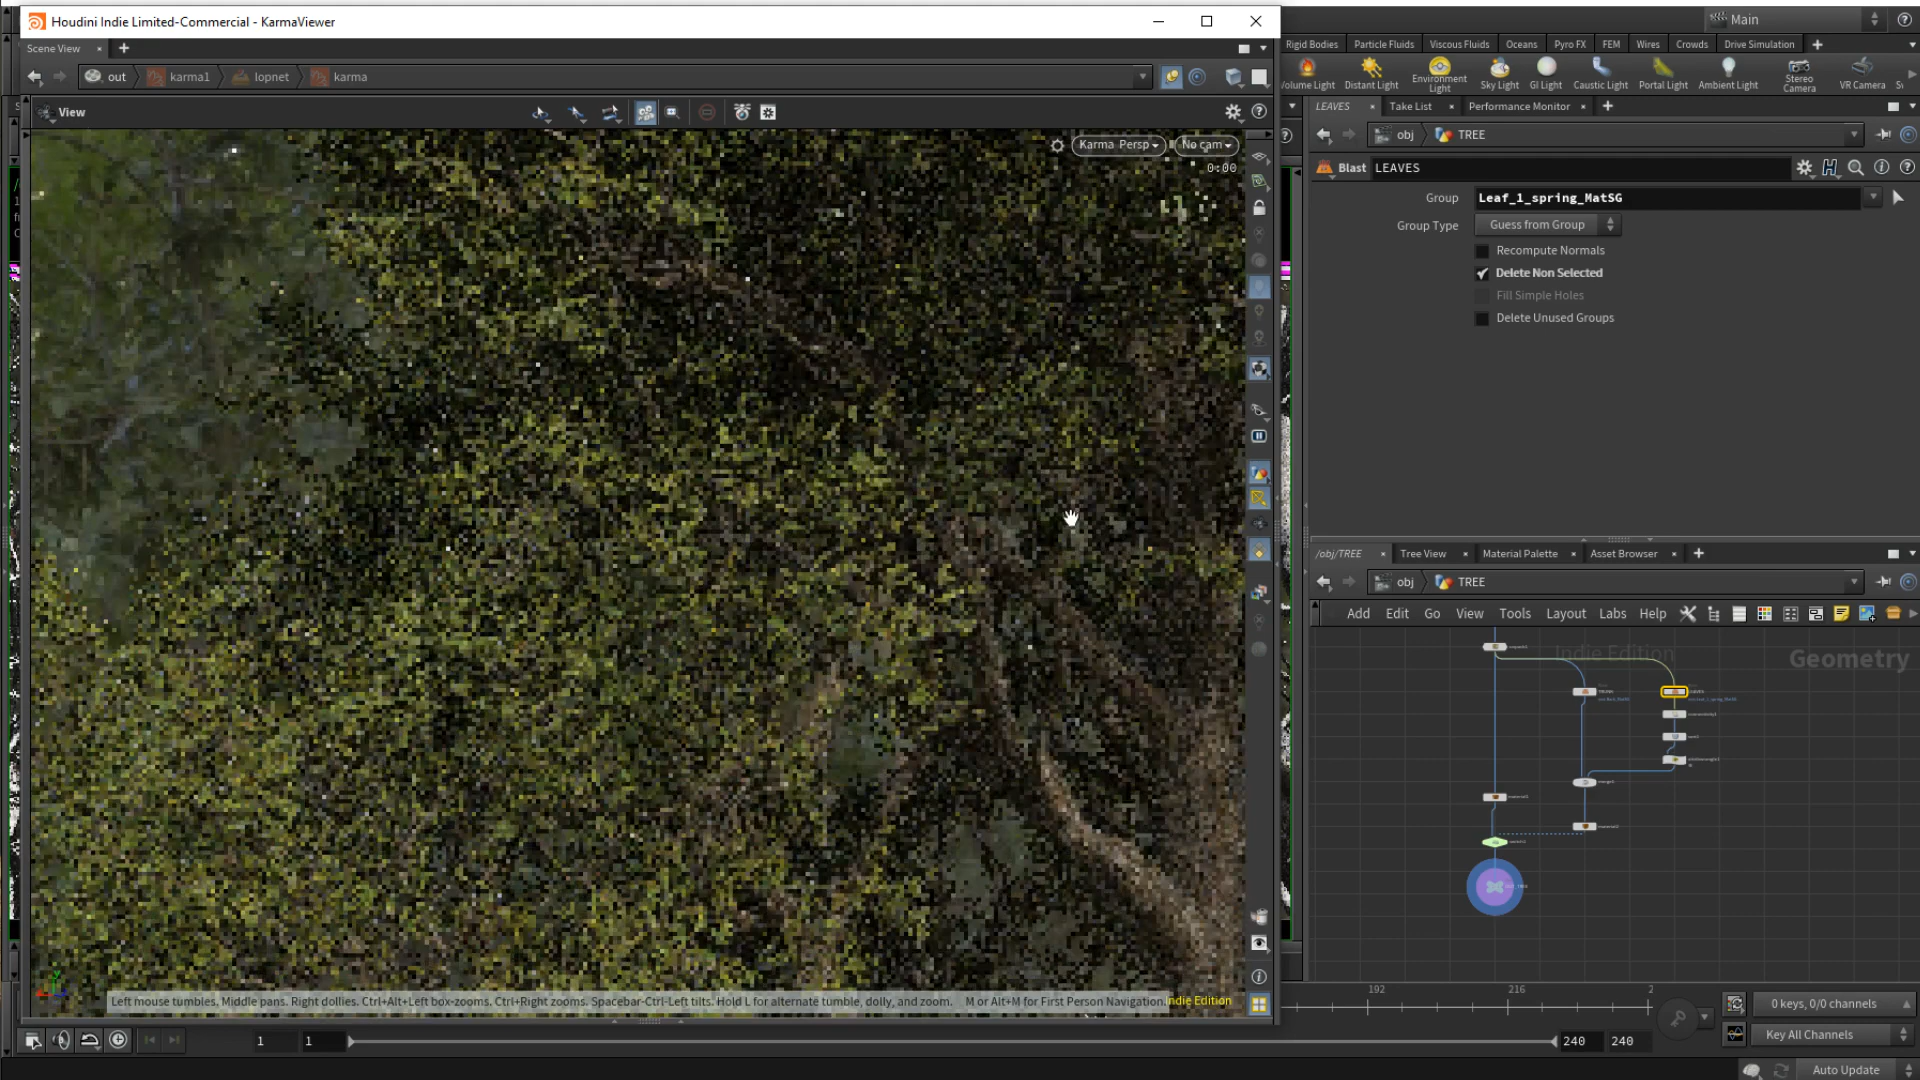 Houdini Indie Limited-Commercial - KarmaViewer
Main
Scene View
Rigid Bodies Particle Fluids Viscous Fluids Oceans Pyro FX FEM Wires Crowds Drive Simulation
out karma1 lopnet karma
Volume Light Distant Light Environment Light Sky Light GI Light Caustic Light Portal Light Ambient Light Stereo Camera VR Camera
LEAVES Take List Performance Monitor
View
obj TREE
Karma Persp No cam
0:00
Blast LEAVES
Group Leaf_1_spring_MatSG
Group Type Guess from Group
Recompute Normals
Delete Non Selected
Fill Simple Holes
Delete Unused Groups
/obj/TREE Tree View Material Palette Asset Browser
obj TREE
Add Edit Go View Tools Layout Labs Help
Indie Edition
Geometry
Left mouse tumbles. Middle pans. Right dollies. Ctrl+Alt+Left box-zooms. Ctrl+Right zooms. Spacebar-Ctrl-Left tilts. Hold L for alternate tumble, dolly, and zoom. M or Alt+M for First Person Navigation.
Indie Edition
192 216 2
0 keys, 0/0 channels
1 1 240 240
Key All Channels
Auto Update